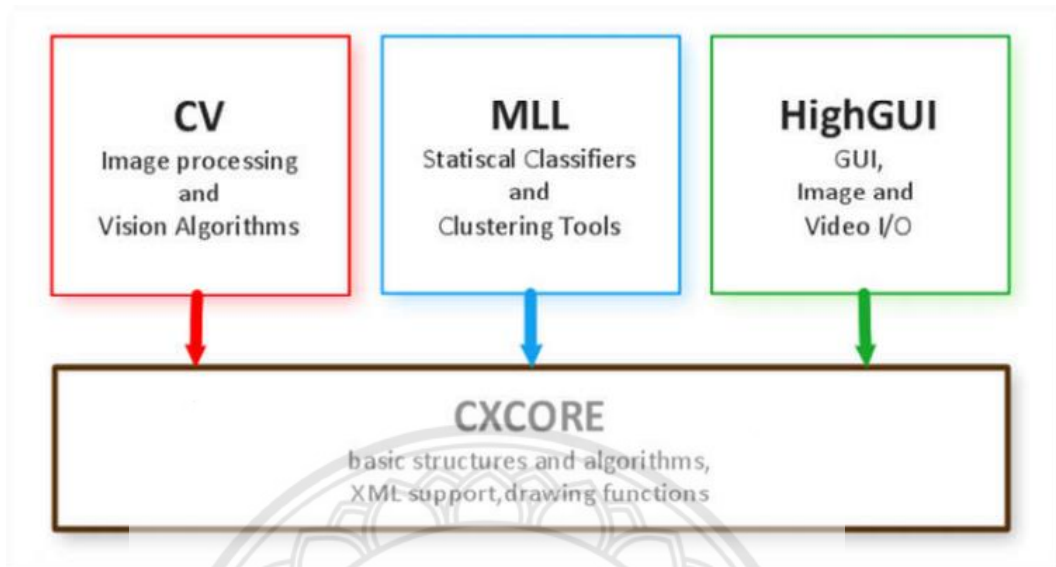 CV
Image processing
and
Vision Algorithms
MLL
Statiscal Classifiers
and
Clustering Tools
HighGUI
GUI,
Image and
Video I/O
CXCORE
basic structures and algorithms,
XML support,drawing functions